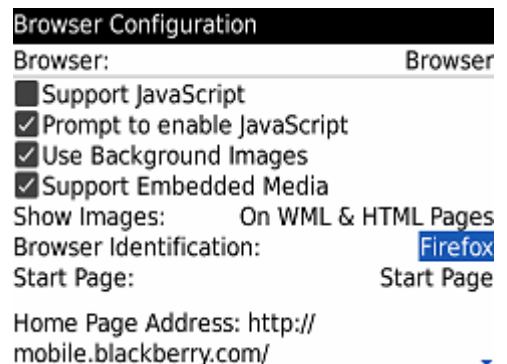 Browser Configuration
Browser: Browser
Support JavaScript
Prompt to enable JavaScript
Use Background Images
Support Embedded Media
Show Images: On WML & HTML Pages
Browser Identification: Firefox
Start Page: Start Page
Home Page Address: http://
mobile.blackberry.com/